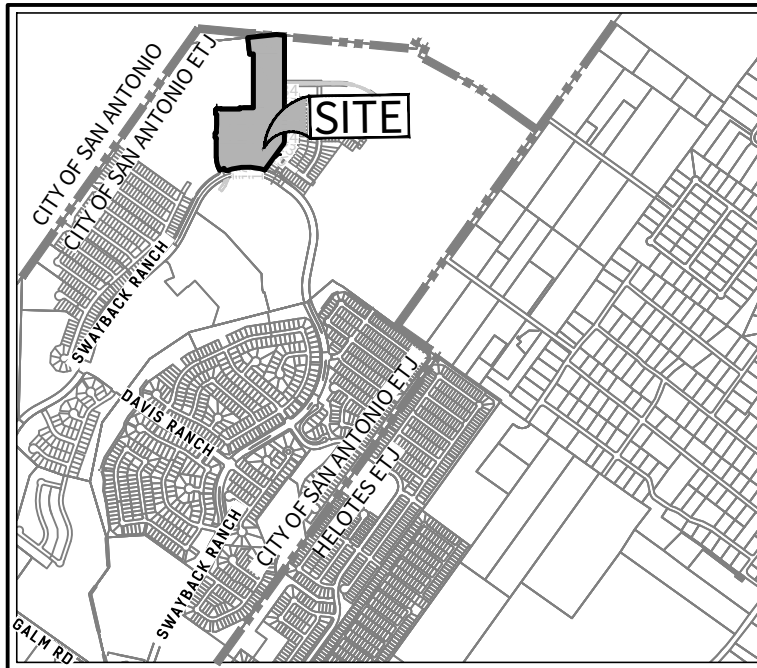 CITY OF SAN ANTONIO
CITY OF SAN ANTONIO ETJ
SITE
SWAYBACK RANCH
DAVIS RANCH
CITY OF SAN ANTONIO ETJ
HELOTES ETJ
SWAYBACK RANCH
GALM RD